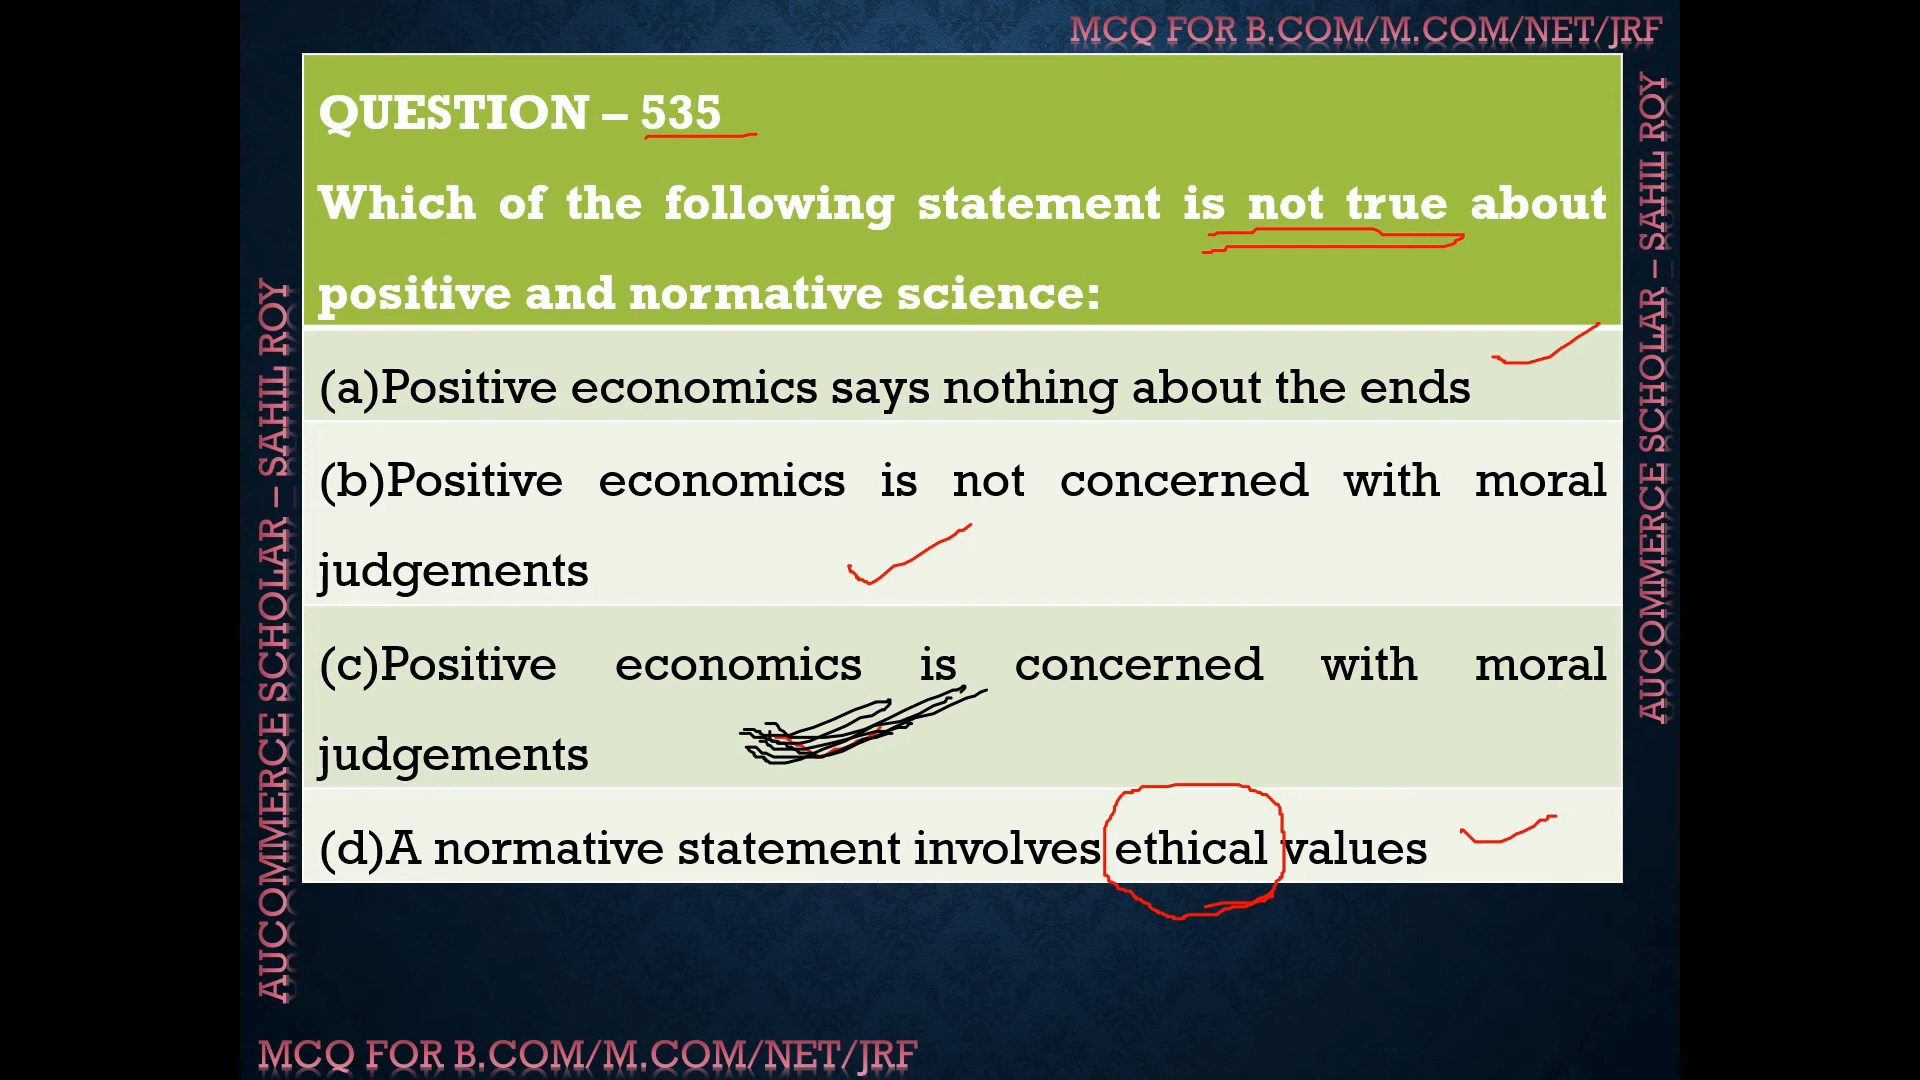 MCQ FOR B.COM/M.COM/NET/JRF
QUESTION – 535
Which of the following statement is not true about
positive and normative science:
(a)Positive economics says nothing about the ends
(b)Positive economics is not concerned with moral
judgements
(c)Positive economics is concerned with moral
judgements
(d)A normative statement involves ethical values
AUCOMMERCE SCHOLAR – SAHIL ROY
AUCOMMERCE SCHOLAR – SAHIL ROY
MCQ FOR B.COM/M.COM/NET/JRF